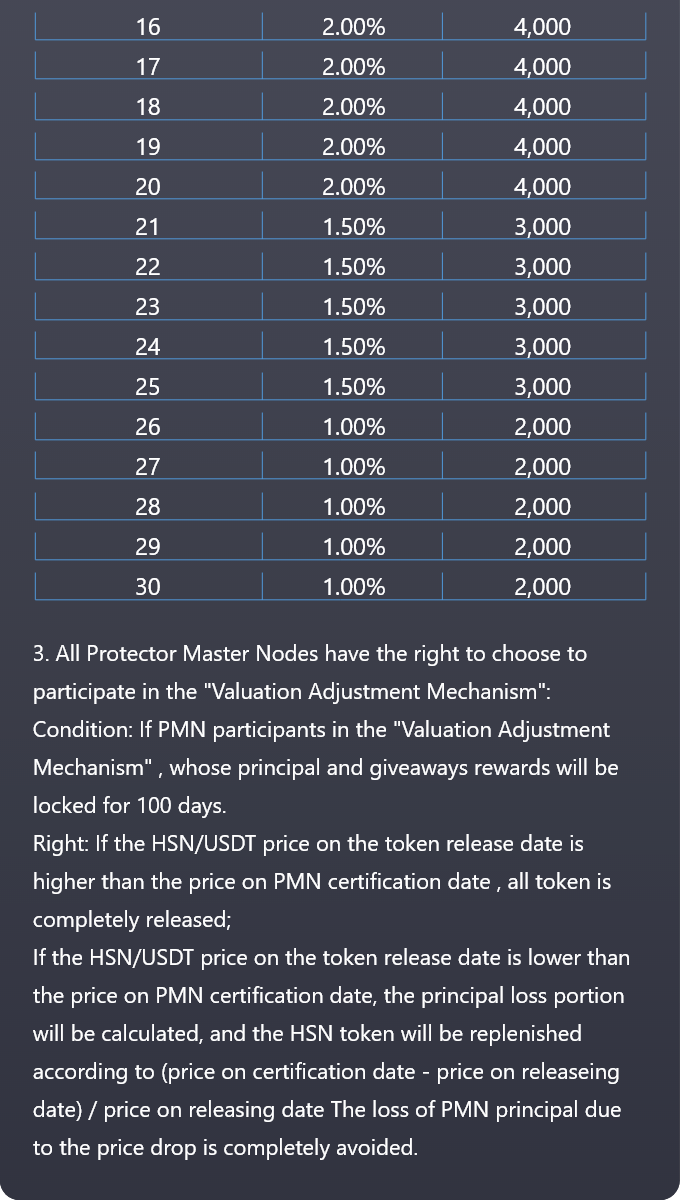 16 2.00% 4,000
17 2.00% 4,000
18 2.00% 4,000
19 2.00% 4,000
20 2.00% 4,000
21 1.50% 3,000
22 1.50% 3,000
23 1.50% 3,000
24 1.50% 3,000
25 1.50% 3,000
26 1.00% 2,000
27 1.00% 2,000
28 1.00% 2,000
29 1.00% 2,000
30 1.00% 2,000
3. All Protector Master Nodes have the right to choose to
participate in the "Valuation Adjustment Mechanism":
Condition: If PMN participants in the "Valuation Adjustment
Mechanism" , whose principal and giveaways rewards will be
locked for 100 days.
Right: If the HSN/USDT price on the token release date is
higher than the price on PMN certification date , all token is
completely released;
If the HSN/USDT price on the token release date is lower than
the price on PMN certification date, the principal loss portion
will be calculated, and the HSN token will be replenished
according to (price on certification date - price on releaseing
date) / price on releasing date The loss of PMN principal due
to the price drop is completely avoided.